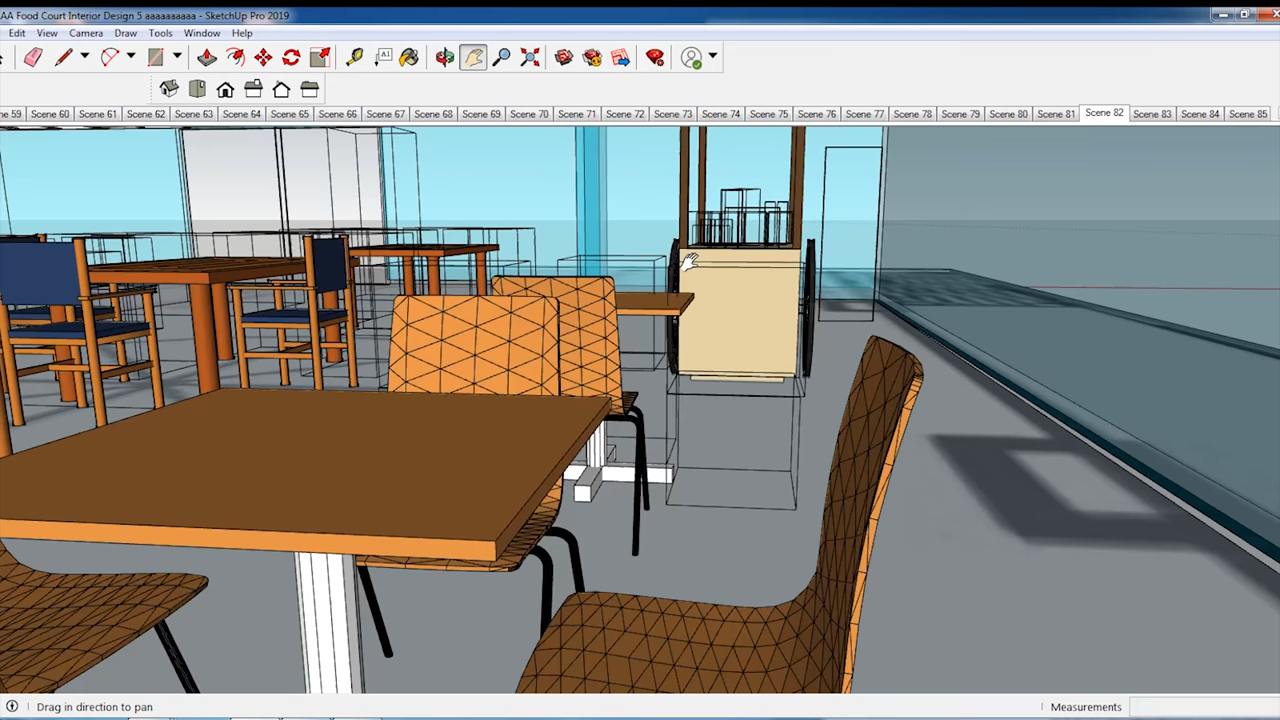 AA Food Court Interior Design 5 aaaaaaaaaa - SketchUp Pro 2019
Edit View Camera Draw Tools Window Help
A1
ne 59 Scene 60 Scene 61 Scene 62 Scene 63 Scene 64 Scene 65 Scene 66 Scene 67 Scene 68 Scene 69 Scene 70 Scene 71 Scene 72 Scene 73 Scene 74 Scene 75 Scene 76 Scene 77 Scene 78 Scene 79 Scene 80 Scene 81 Scene 82 Scene 83 Scene 84 Scene 85
Drag in direction to pan Measurements